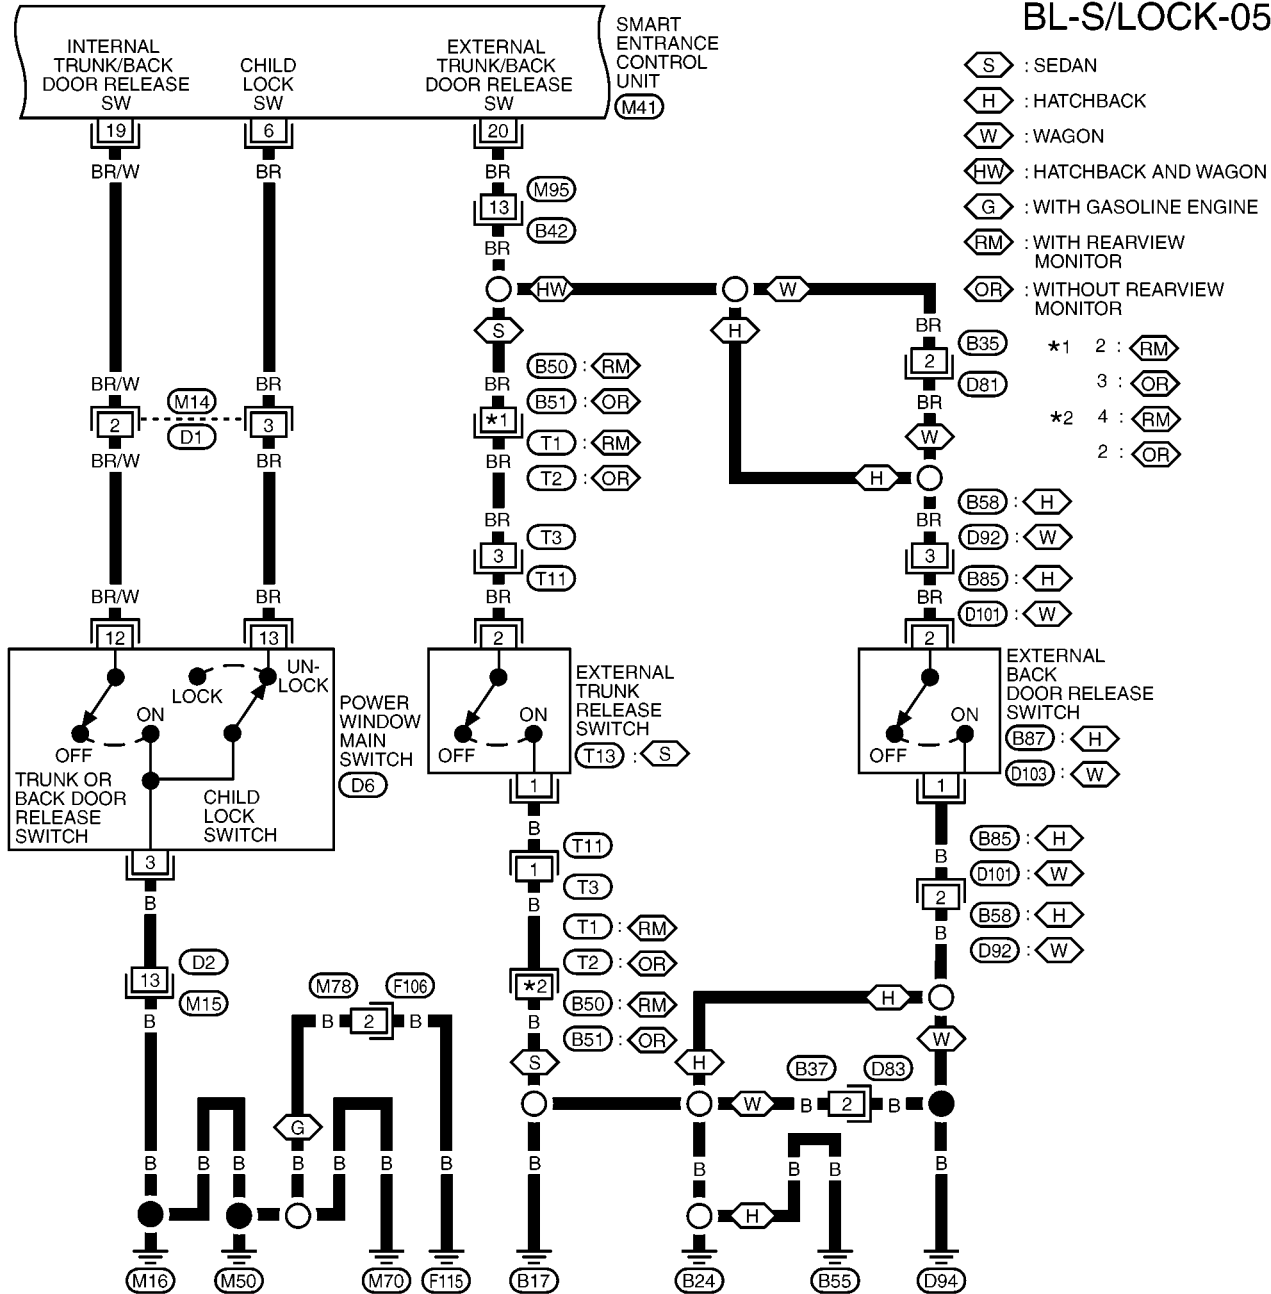 BL-S/LOCK-05
INTERNAL
TRUNK/BACK
DOOR RELEASE
SW
CHILD
LOCK
SW
EXTERNAL
TRUNK/BACK
DOOR RELEASE
SW
SMART
ENTRANCE
CONTROL
UNIT
M41
S : SEDAN
H : HATCHBACK
W : WAGON
HW : HATCHBACK AND WAGON
G : WITH GASOLINE ENGINE
RM : WITH REARVIEW
MONITOR
OR : WITHOUT REARVIEW
MONITOR
*1 2 : RM
3 : OR
*2 4 : RM
2 : OR
19
6
20
BR/W
BR
BR
13
M95
B42
BR
HW
W
S
H
BR
2
B35
D81
BR
W
H
BR/W
BR
2
M14
D1
3
BR/W
BR
BR
*1
B50 : RM
B51 : OR
T1 : RM
T2 : OR
BR
BR
3
T3
T11
BR
BR
3
B58 : H
D92 : W
B85 : H
D101 : W
BR
BR/W
BR
12
13
2
2
LOCK
UN-
LOCK
ON
OFF
TRUNK OR
BACK DOOR
RELEASE
SWITCH
CHILD
LOCK
SWITCH
POWER
WINDOW
MAIN
SWITCH
D6
ON
OFF
EXTERNAL
TRUNK
RELEASE
SWITCH
T13 : S
ON
OFF
EXTERNAL
BACK
DOOR RELEASE
SWITCH
B87 : H
D103 : W
3
1
1
B
B
B
T11
1
T3
B
B85 : H
D101 : W
2
B58 : H
D92 : W
B
13
D2
M15
B
T1 : RM
T2 : OR
*2
B50 : RM
B51 : OR
B
S
M78
F106
B
2
B
H
H
W
B37
D83
W
B
2
B
G
B
B
B
B
B
B
B
B
B
B
B
B
H
B
M16
M50
M70
F115
B17
B24
B55
D94